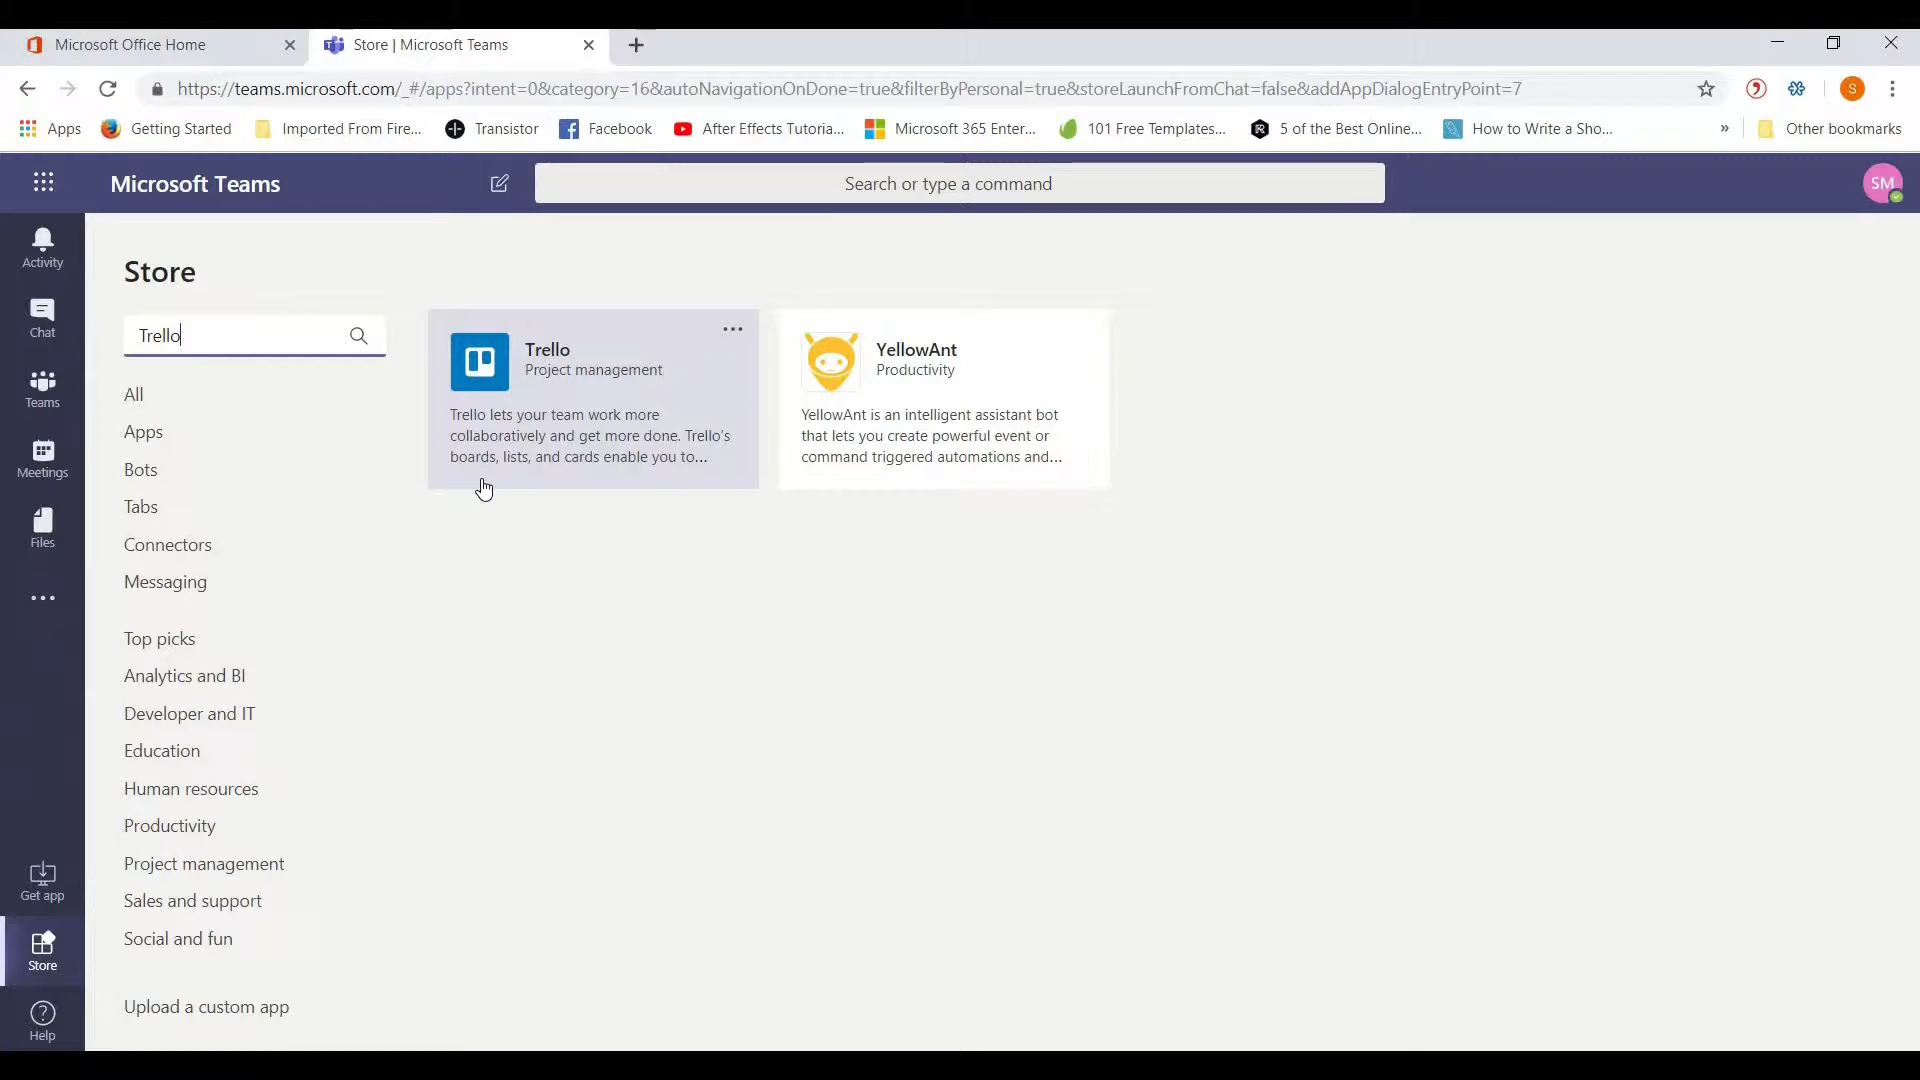 Microsoft Office Home
Store | Microsoft Teams
https://teams.microsoft.com/_#/apps?intent=0&category=16&autoNavigationOnDone=true&filterByPersonal=true&storeLaunchFromChat=false&addAppDialogEntryPoint=7
S
Apps Getting Started Imported From Fire... Transistor Facebook After Effects Tutoria... Microsoft 365 Enter... 101 Free Templates... 5 of the Best Online... How to Write a Sho... » Other bookmarks
Microsoft Teams
Search or type a command
SM
Activity
Chat
Teams
Meetings
Files
Get app
Store
Help
Store
Trello
All
Apps
Bots
Tabs
Connectors
Messaging
Top picks
Analytics and BI
Developer and IT
Education
Human resources
Productivity
Project management
Sales and support
Social and fun
Upload a custom app
Trello
Project management
Trello lets your team work more
collaboratively and get more done. Trello's
boards, lists, and cards enable you to...
YellowAnt
Productivity
YellowAnt is an intelligent assistant bot
that lets you create powerful event or
command triggered automations and...